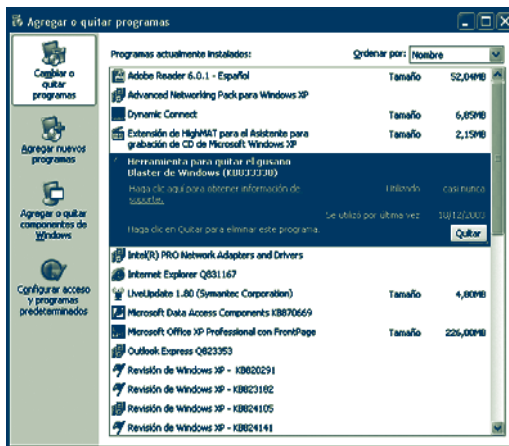 Agregar o quitar programas
Cambiar o
quitar
programas
Agregar nuevos
programas
Agregar o quitar
componentes de
Windows
Configurar acceso
y programas
predeterminados
Programas actualmente instalados:
Ordenar por: Nombre
Adobe Reader 6.0.1 - Español Tamaño 52,04MB
Advanced Networking Pack para Windows XP
Dynamic Connect Tamaño 6,85MB
Extensión de HighMAT para el Asistente para
grabación de CD de Microsoft Windows XP Tamaño 2,15MB
Herramienta para quitar el gusano
Blaster de Windows (KB833330)
Haga clic aquí para obtener información de
soporte. Utilizado casi nunca
Se utilizó por última vez 18/12/2003
Haga clic en Quitar para eliminar este programa. Quitar
Intel(R) PRO Network Adapters and Drivers
Internet Explorer Q831167
LiveUpdate 1.80 (Symantec Corporation) Tamaño 4,80MB
Microsoft Data Access Components KB870669
Microsoft Office XP Professional con FrontPage Tamaño 226,00MB
Outlook Express Q823353
Revisión de Windows XP - KB820291
Revisión de Windows XP - KB823182
Revisión de Windows XP - KB824105
Revisión de Windows XP - KB824141